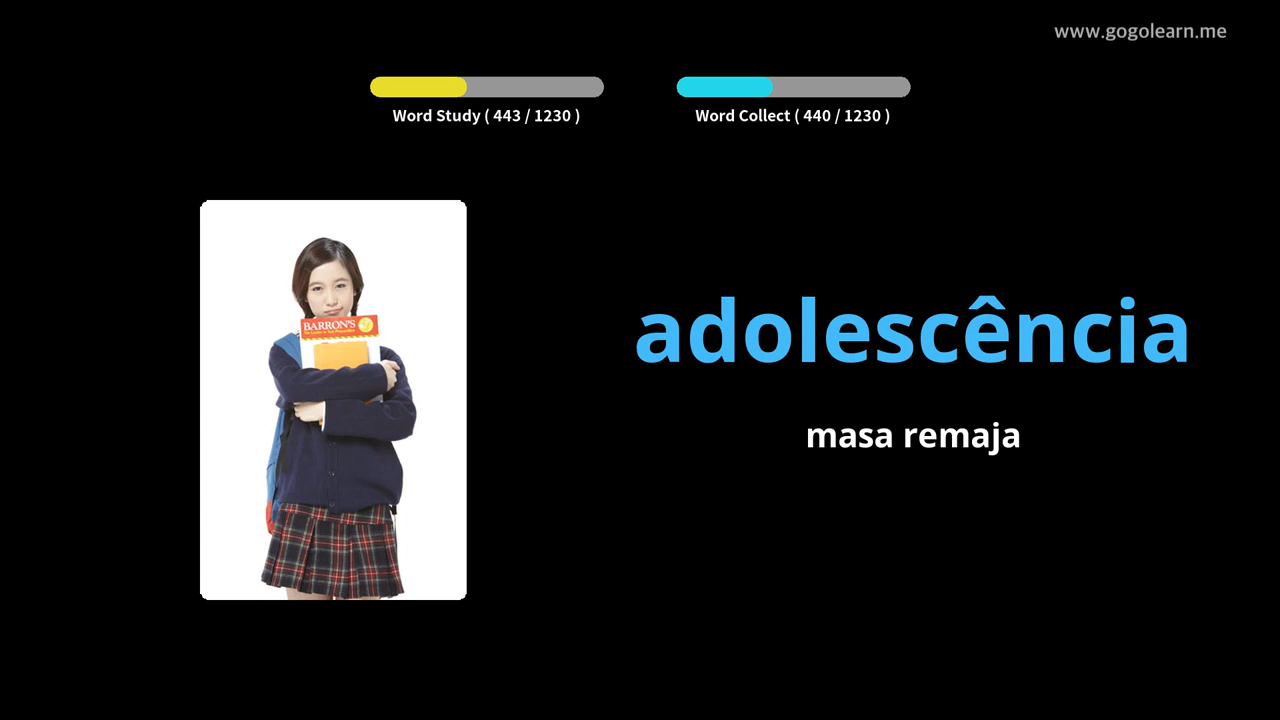 www.gogolearn.me
Word Study ( 443 / 1230 )
Word Collect ( 440 / 1230 )
BARRON'S
adolescência
masa remaja